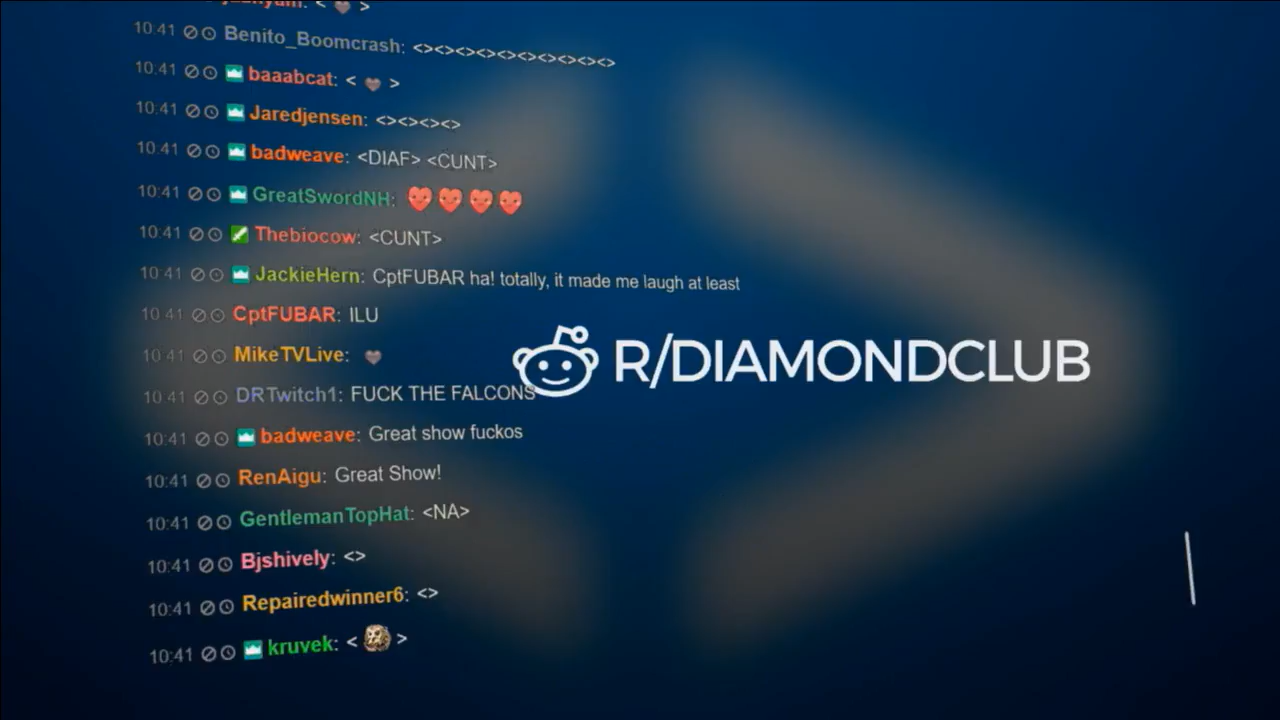 10:41 Benito_Boomcrash: <><><><><><><><><><>
10:41 baaabcat: < >
10:41 Jaredjensen: <><><><>
10:41 badweave: <DIAF> <CUNT>
10:41 GreatSwordNH:
10:41 Thebiocow: <CUNT>
10:41 JackieHern: CptFUBAR ha! totally, it made me laugh at least
10:41 CptFUBAR: ILU
10:41 MikeTVLive:
R/DIAMONDCLUB
10:41 DRTwitch1: FUCK THE FALCONS
10:41 badweave: Great show fuckos
10:41 RenAigu: Great Show!
10:41 GentlemanTopHat: <NA>
10:41 Bjshively: <>
10:41 Repairedwinner6: <>
10:41 kruvek: < >